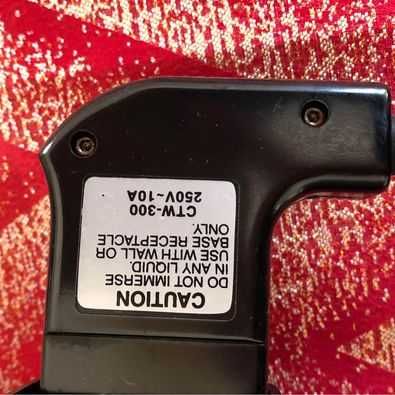 CAUTION
DO NOT IMMERSE
IN ANY LIQUID.
USE WITH WALL OR
BASE RECEPTACLE
ONLY.
CTW-300
250V~10A